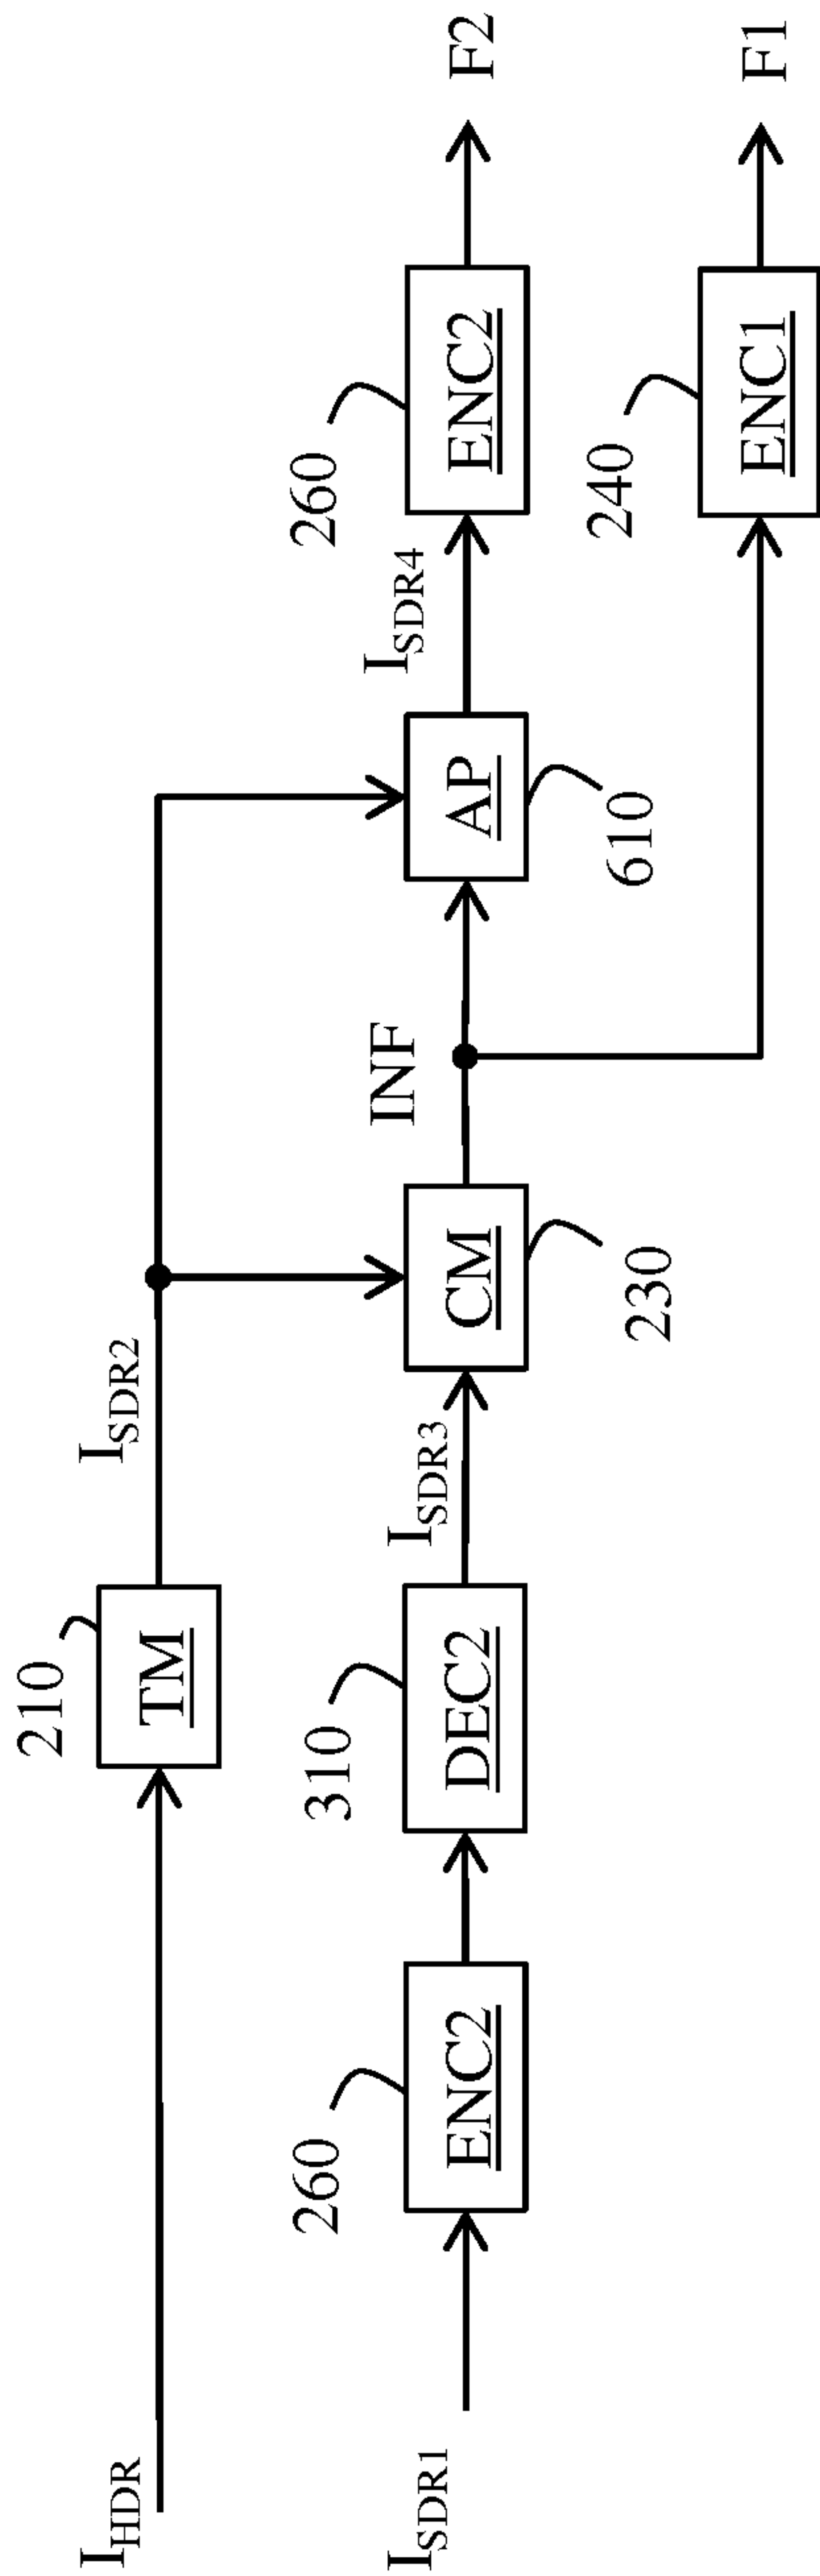 I_HDR
210
TM
I_SDR2
I_SDR1
260
ENC2
310
DEC2
I_SDR3
CM
230
INF
AP
610
I_SDR4
260
ENC2
F2
240
ENC1
F1